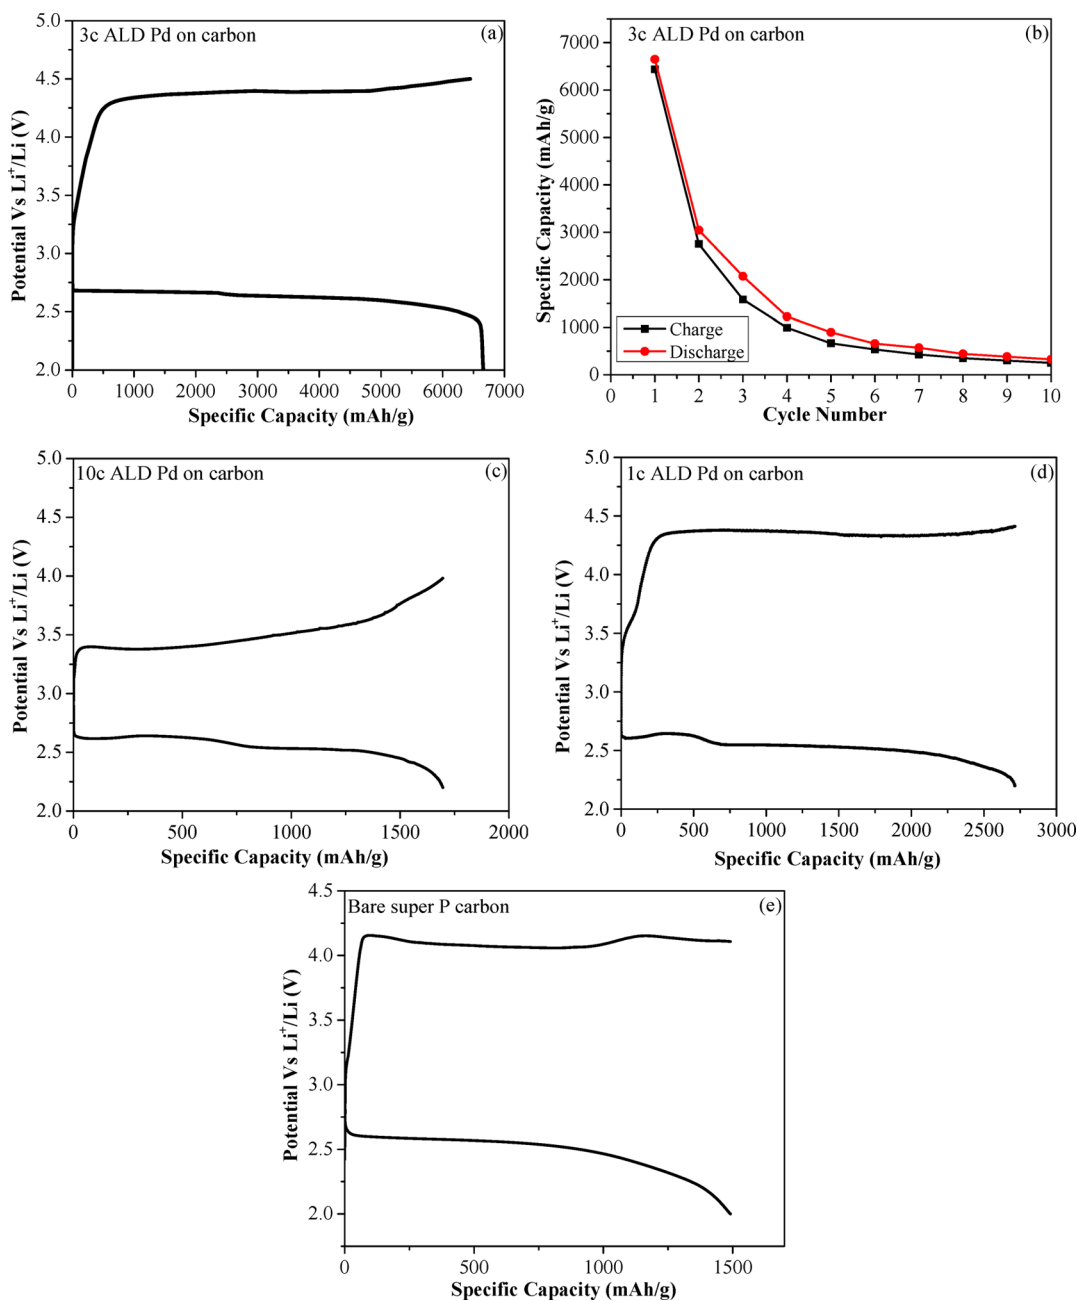 3c ALD Pd on carbon
(a)
5.0
4.5
4.0
3.5
3.0
2.5
2.0
Potential Vs Li⁺/Li (V)
0 1000 2000 3000 4000 5000 6000 7000
Specific Capacity (mAh/g)
3c ALD Pd on carbon
(b)
7000
6000
5000
4000
3000
2000
1000
0
Specific Capacity (mAh/g)
Charge
Discharge
0 1 2 3 4 5 6 7 8 9 10
Cycle Number
10c ALD Pd on carbon
(c)
5.0
4.5
4.0
3.5
3.0
2.5
2.0
Potential Vs Li⁺/Li (V)
0 500 1000 1500 2000
Specific Capacity (mAh/g)
1c ALD Pd on carbon
(d)
5.0
4.5
4.0
3.5
3.0
2.5
2.0
Potential Vs Li⁺/Li (V)
0 500 1000 1500 2000 2500 3000
Specific Capacity (mAh/g)
Bare super P carbon
(e)
4.5
4.0
3.5
3.0
2.5
2.0
Potential Vs Li⁺/Li (V)
0 500 1000 1500
Specific Capacity (mAh/g)